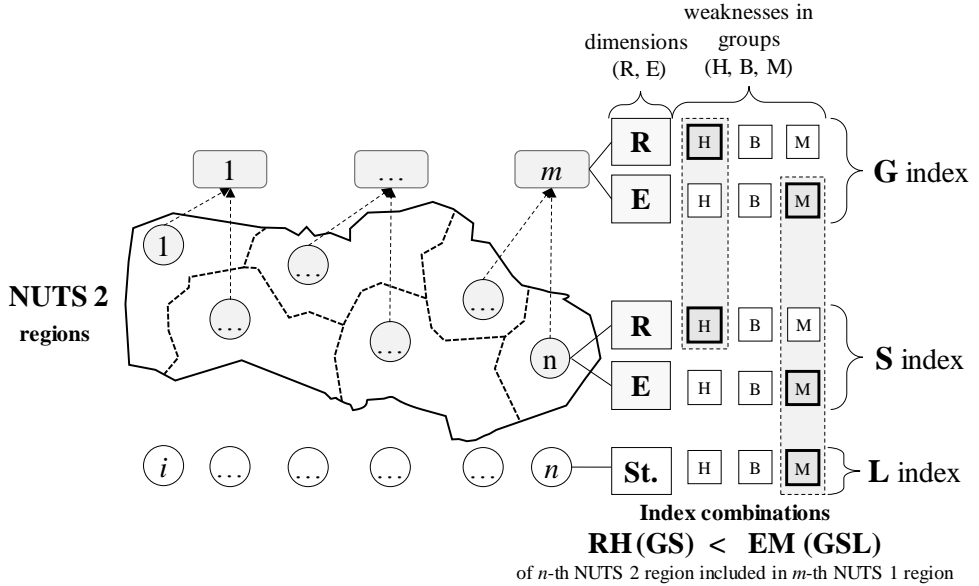 weaknesses in
groups
(H, B, M)
dimensions
(R, E)
R H B M
1 … m
G index
E H B M
1
…
…
NUTS 2
regions
…
…
R H B M
n
S index
E H B M
i … … … … n St. H B M
L index
Index combinations
RH (GS) < EM (GSL)
of n-th NUTS 2 region included in m-th NUTS 1 region